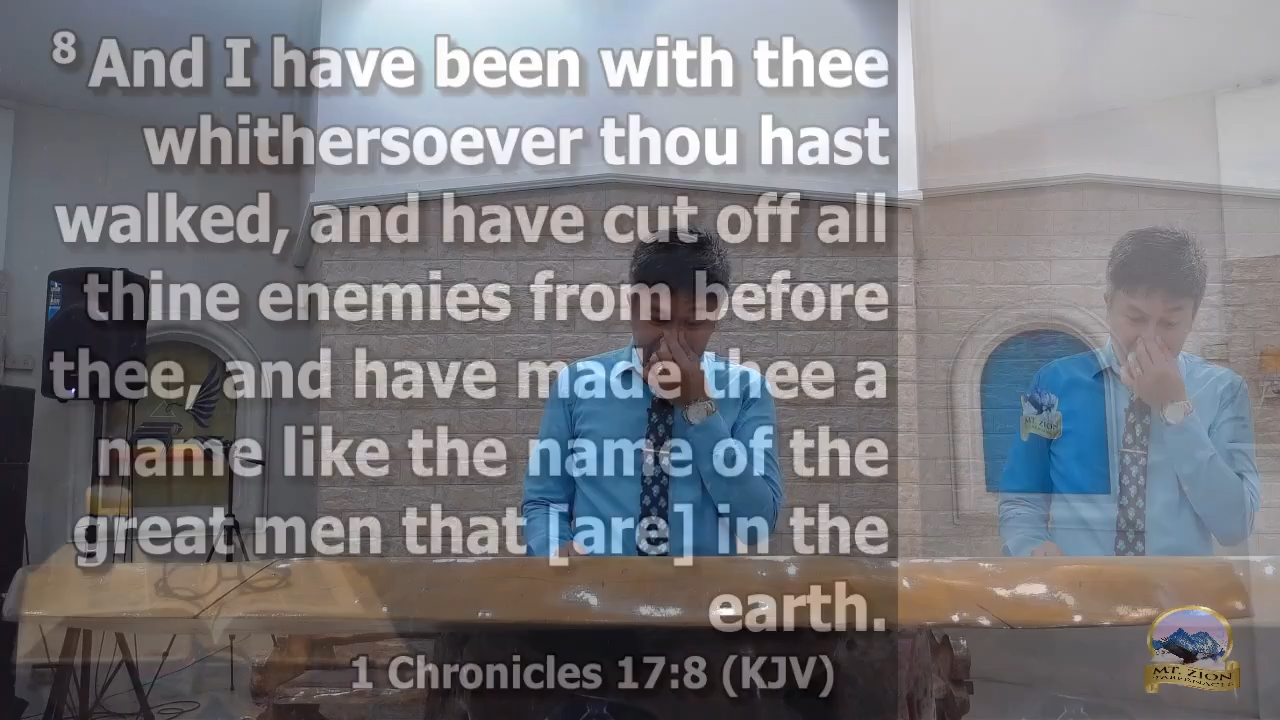 8 And I have been with thee
whithersoever thou hast
walked, and have cut off all
thine enemies from before
thee, and have made thee a
name like the name of the
great men that [are] in the
earth.
1 Chronicles 17:8 (KJV)
MT. ZION
MT. ZION
TABERNACLE